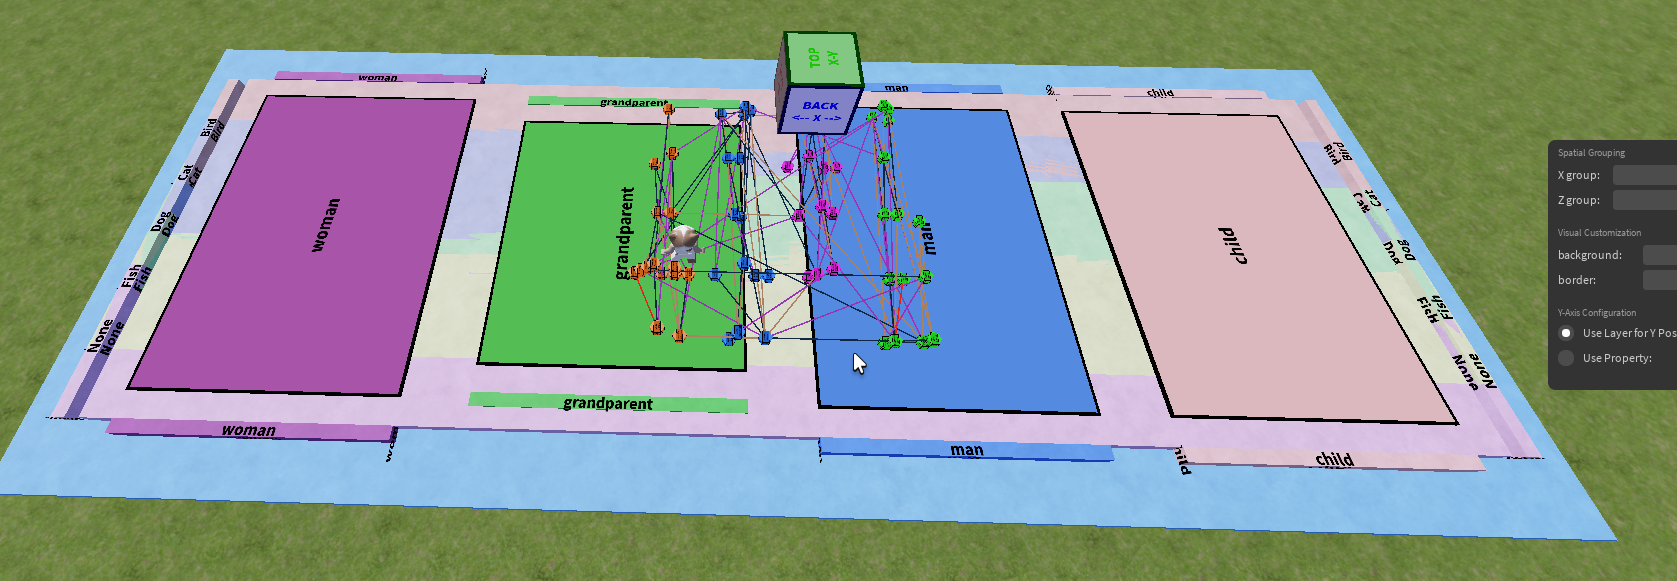 TOP
X-Y
BACK
<-- X -->
woman
grandparent
man
child
Bird
Bird
Cat
Cat
Dog
Dog
Fish
Fish
None
None
woman
grandparent
man
child
Bird
Bird
Cat
Cat
Dog
Dog
Fish
Fish
None
None
grandparent
woman
man
child
Spatial Grouping
X group:
Z group:
Visual Customization
background:
border:
Y-Axis Configuration
Use Layer for Y Pos
Use Property: